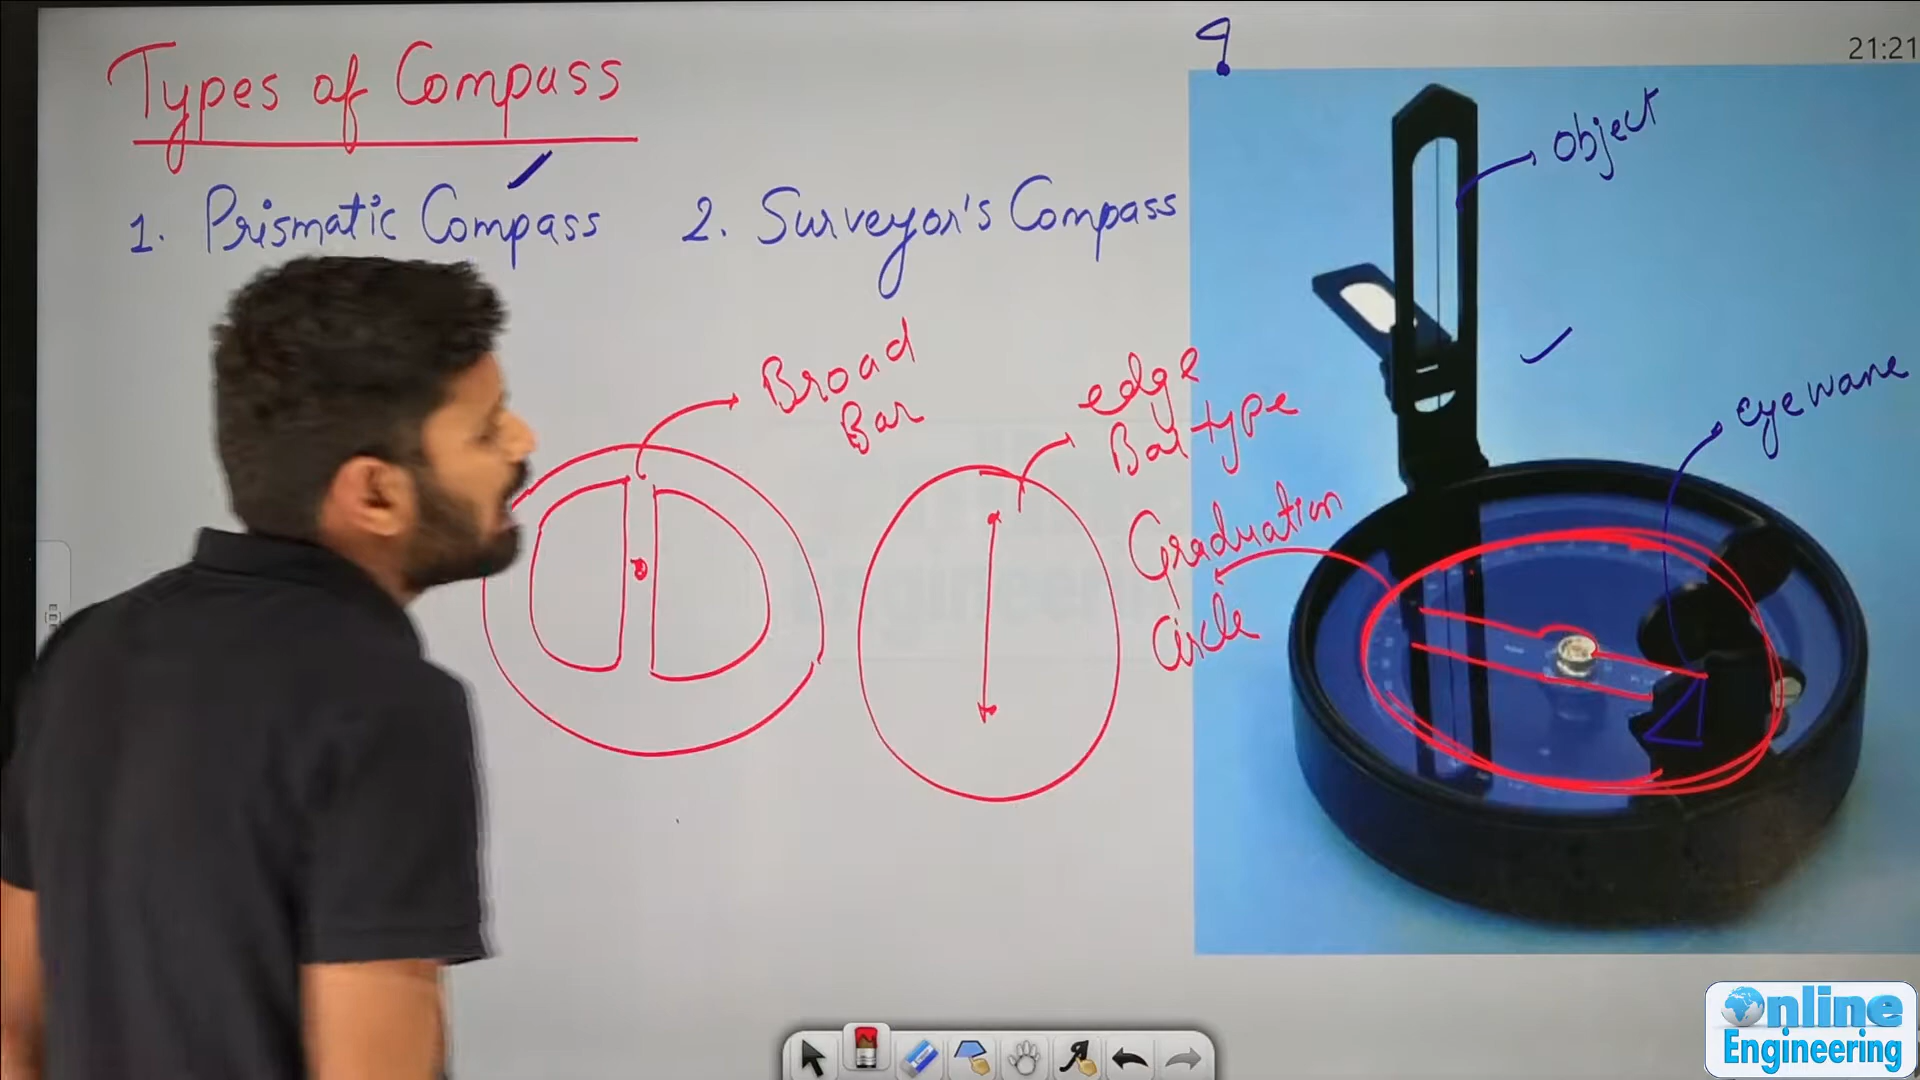 Types of Compass
1. Prismatic Compass 2. Surveyor's Compass
21:21
object
Broad
Bar
edge
Bar type
eye wane
Graduation
Circle
Online
Engineering